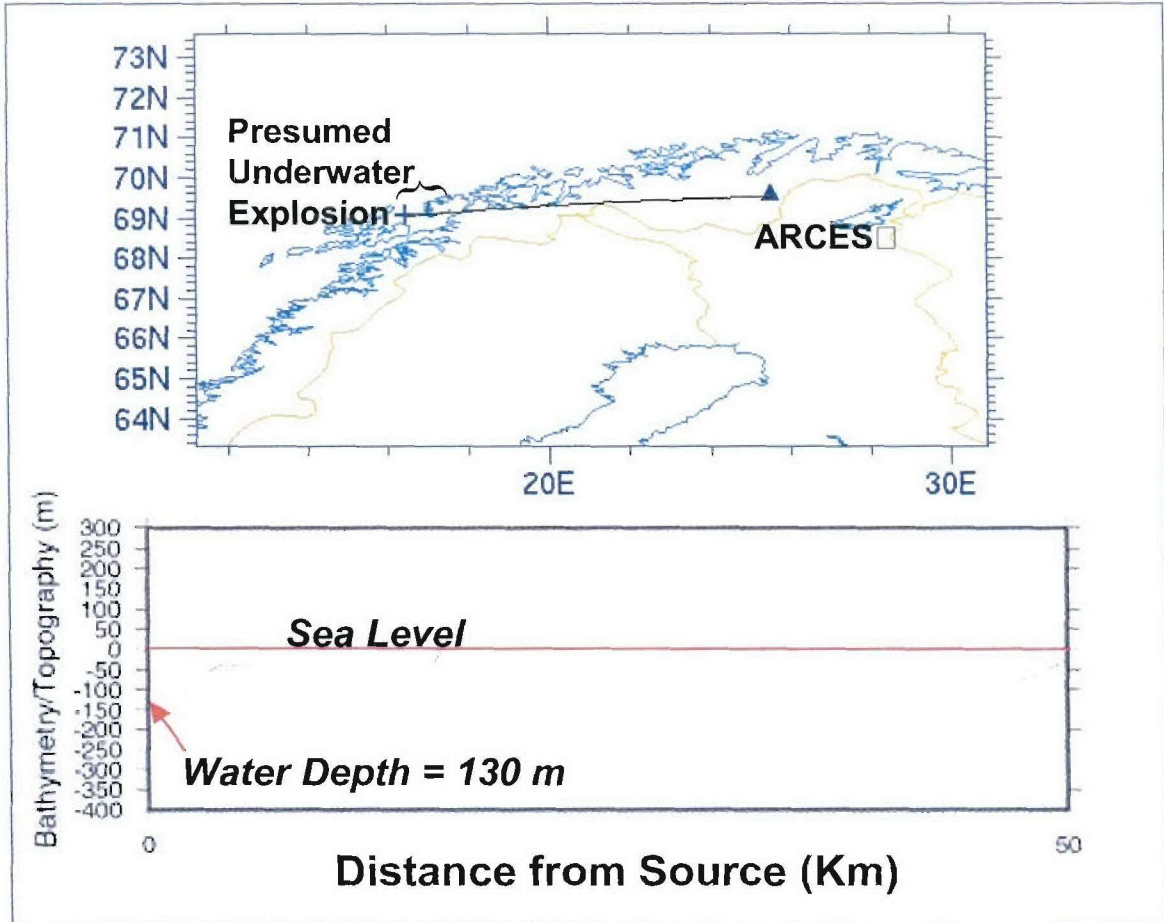 73N
72N
71N
70N
69N
68N
67N
66N
65N
64N
Presumed
Underwater
Explosion
ARCES
20E
30E
Bathymetry/Topography (m)
300
250
200
150
100
50
0
-50
-100
-150
-200
-250
-300
-350
-400
Sea Level
Water Depth = 130 m
0
50
Distance from Source (Km)